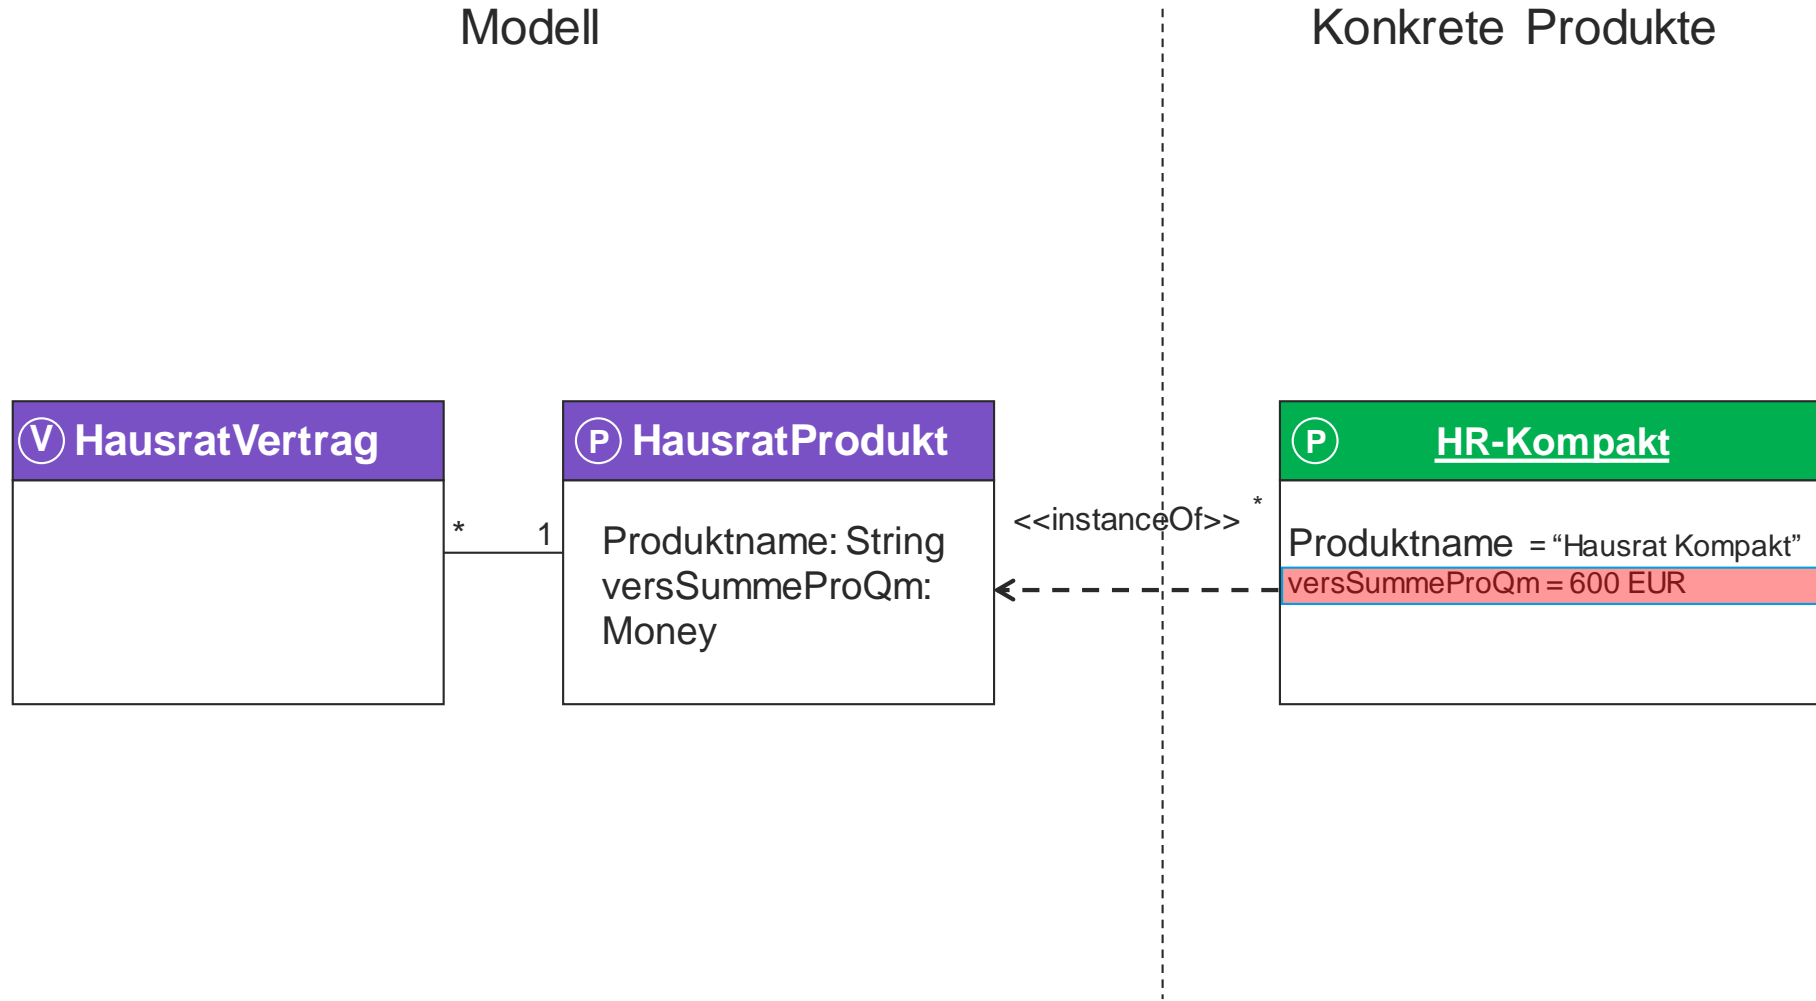 Modell
Konkrete Produkte
V HausratVertrag
P HausratProdukt
P HR-Kompakt
* 1
Produktname: String
versSummeProQm:
Money
<<instanceOf>> *
Produktname = “Hausrat Kompakt”
versSummeProQm = 600 EUR